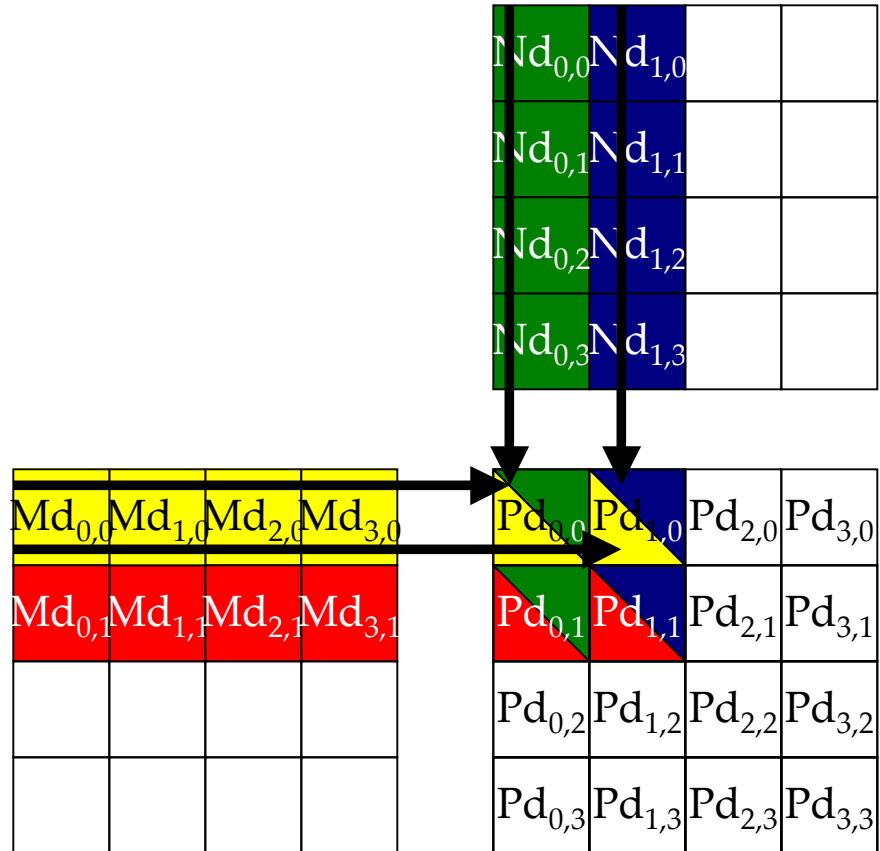 Nd0,0 Nd1,0
Nd0,1 Nd1,1
Nd0,2 Nd1,2
Nd0,3 Nd1,3
Md0,0 Md1,0 Md2,0 Md3,0 Pd0,0 Pd1,0 Pd2,0 Pd3,0
Md0,1 Md1,1 Md2,1 Md3,1 Pd0,1 Pd1,1 Pd2,1 Pd3,1
Pd0,2 Pd1,2 Pd2,2 Pd3,2
Pd0,3 Pd1,3 Pd2,3 Pd3,3